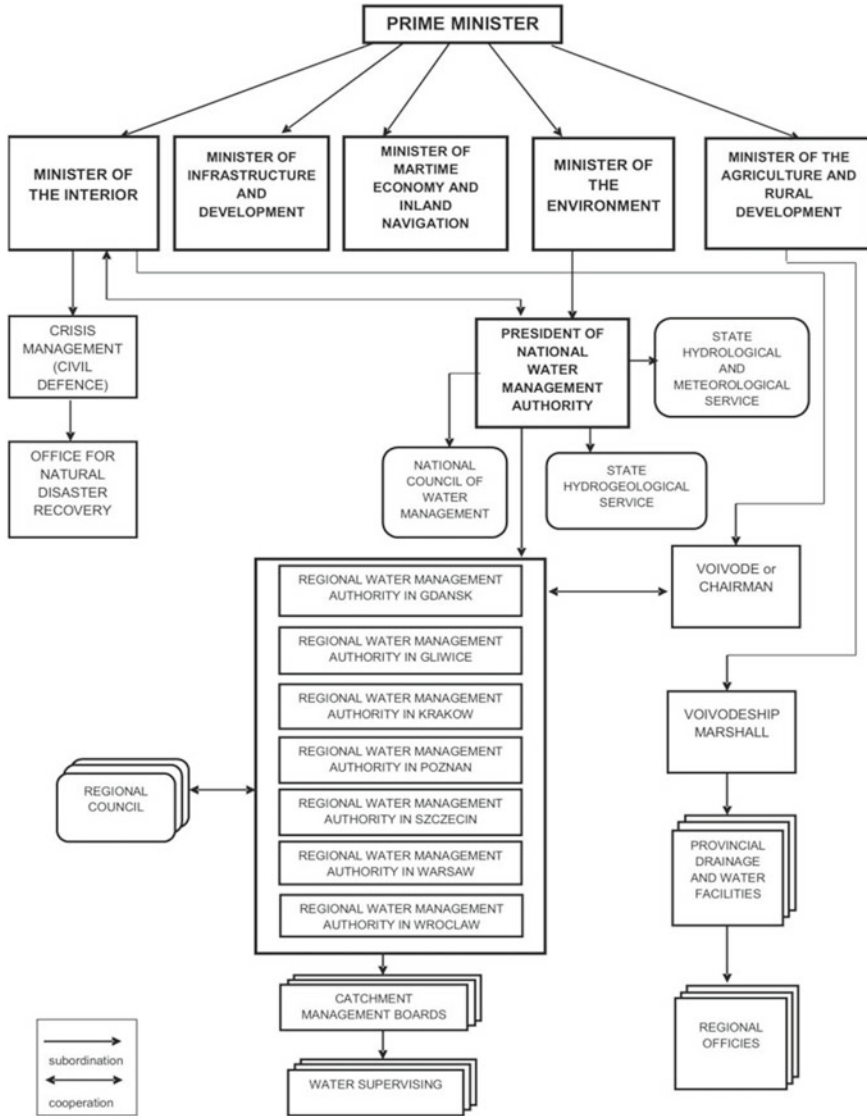 PRIME MINISTER
MINISTER OF
THE INTERIOR
MINISTER OF
INFRASTRUCTURE
AND
DEVELOPMENT
MINISTER OF
MARTIME
ECONOMY AND
INLAND
NAVIGATION
MINISTER OF
THE
ENVIRONMENT
MINISTER OF THE
AGRICULTURE AND
RURAL
DEVELOPMENT
CRISIS
MANAGEMENT
(CIVIL
DEFENCE)
PRESIDENT OF
NATIONAL
WATER
MANAGEMENT
AUTHORITY
STATE
HYDROLOGICAL
AND
METEOROLOGICAL
SERVICE
OFFICE FOR
NATURAL
DISASTER
RECOVERY
NATIONAL
COUNCIL OF
WATER
MANAGEMENT
STATE
HYDROGEOLOGICAL
SERVICE
REGIONAL WATER MANAGEMENT
AUTHORITY IN GDANSK
REGIONAL WATER MANAGEMENT
AUTHORITY IN GLIWICE
REGIONAL WATER MANAGEMENT
AUTHORITY IN KRAKOW
REGIONAL WATER MANAGEMENT
AUTHORITY IN POZNAN
REGIONAL WATER MANAGEMENT
AUTHORITY IN SZCZECIN
REGIONAL WATER MANAGEMENT
AUTHORITY IN WARSAW
REGIONAL WATER MANAGEMENT
AUTHORITY IN WROCLAW
VOIVODE or
CHAIRMAN
VOIVODESHIP
MARSHALL
REGIONAL
COUNCIL
PROVINCIAL
DRAINAGE
AND WATER
FACILITIES
CATCHMENT
MANAGEMENT BOARDS
REGIONAL
OFFICIES
WATER SUPERVISING
subordination
cooperation